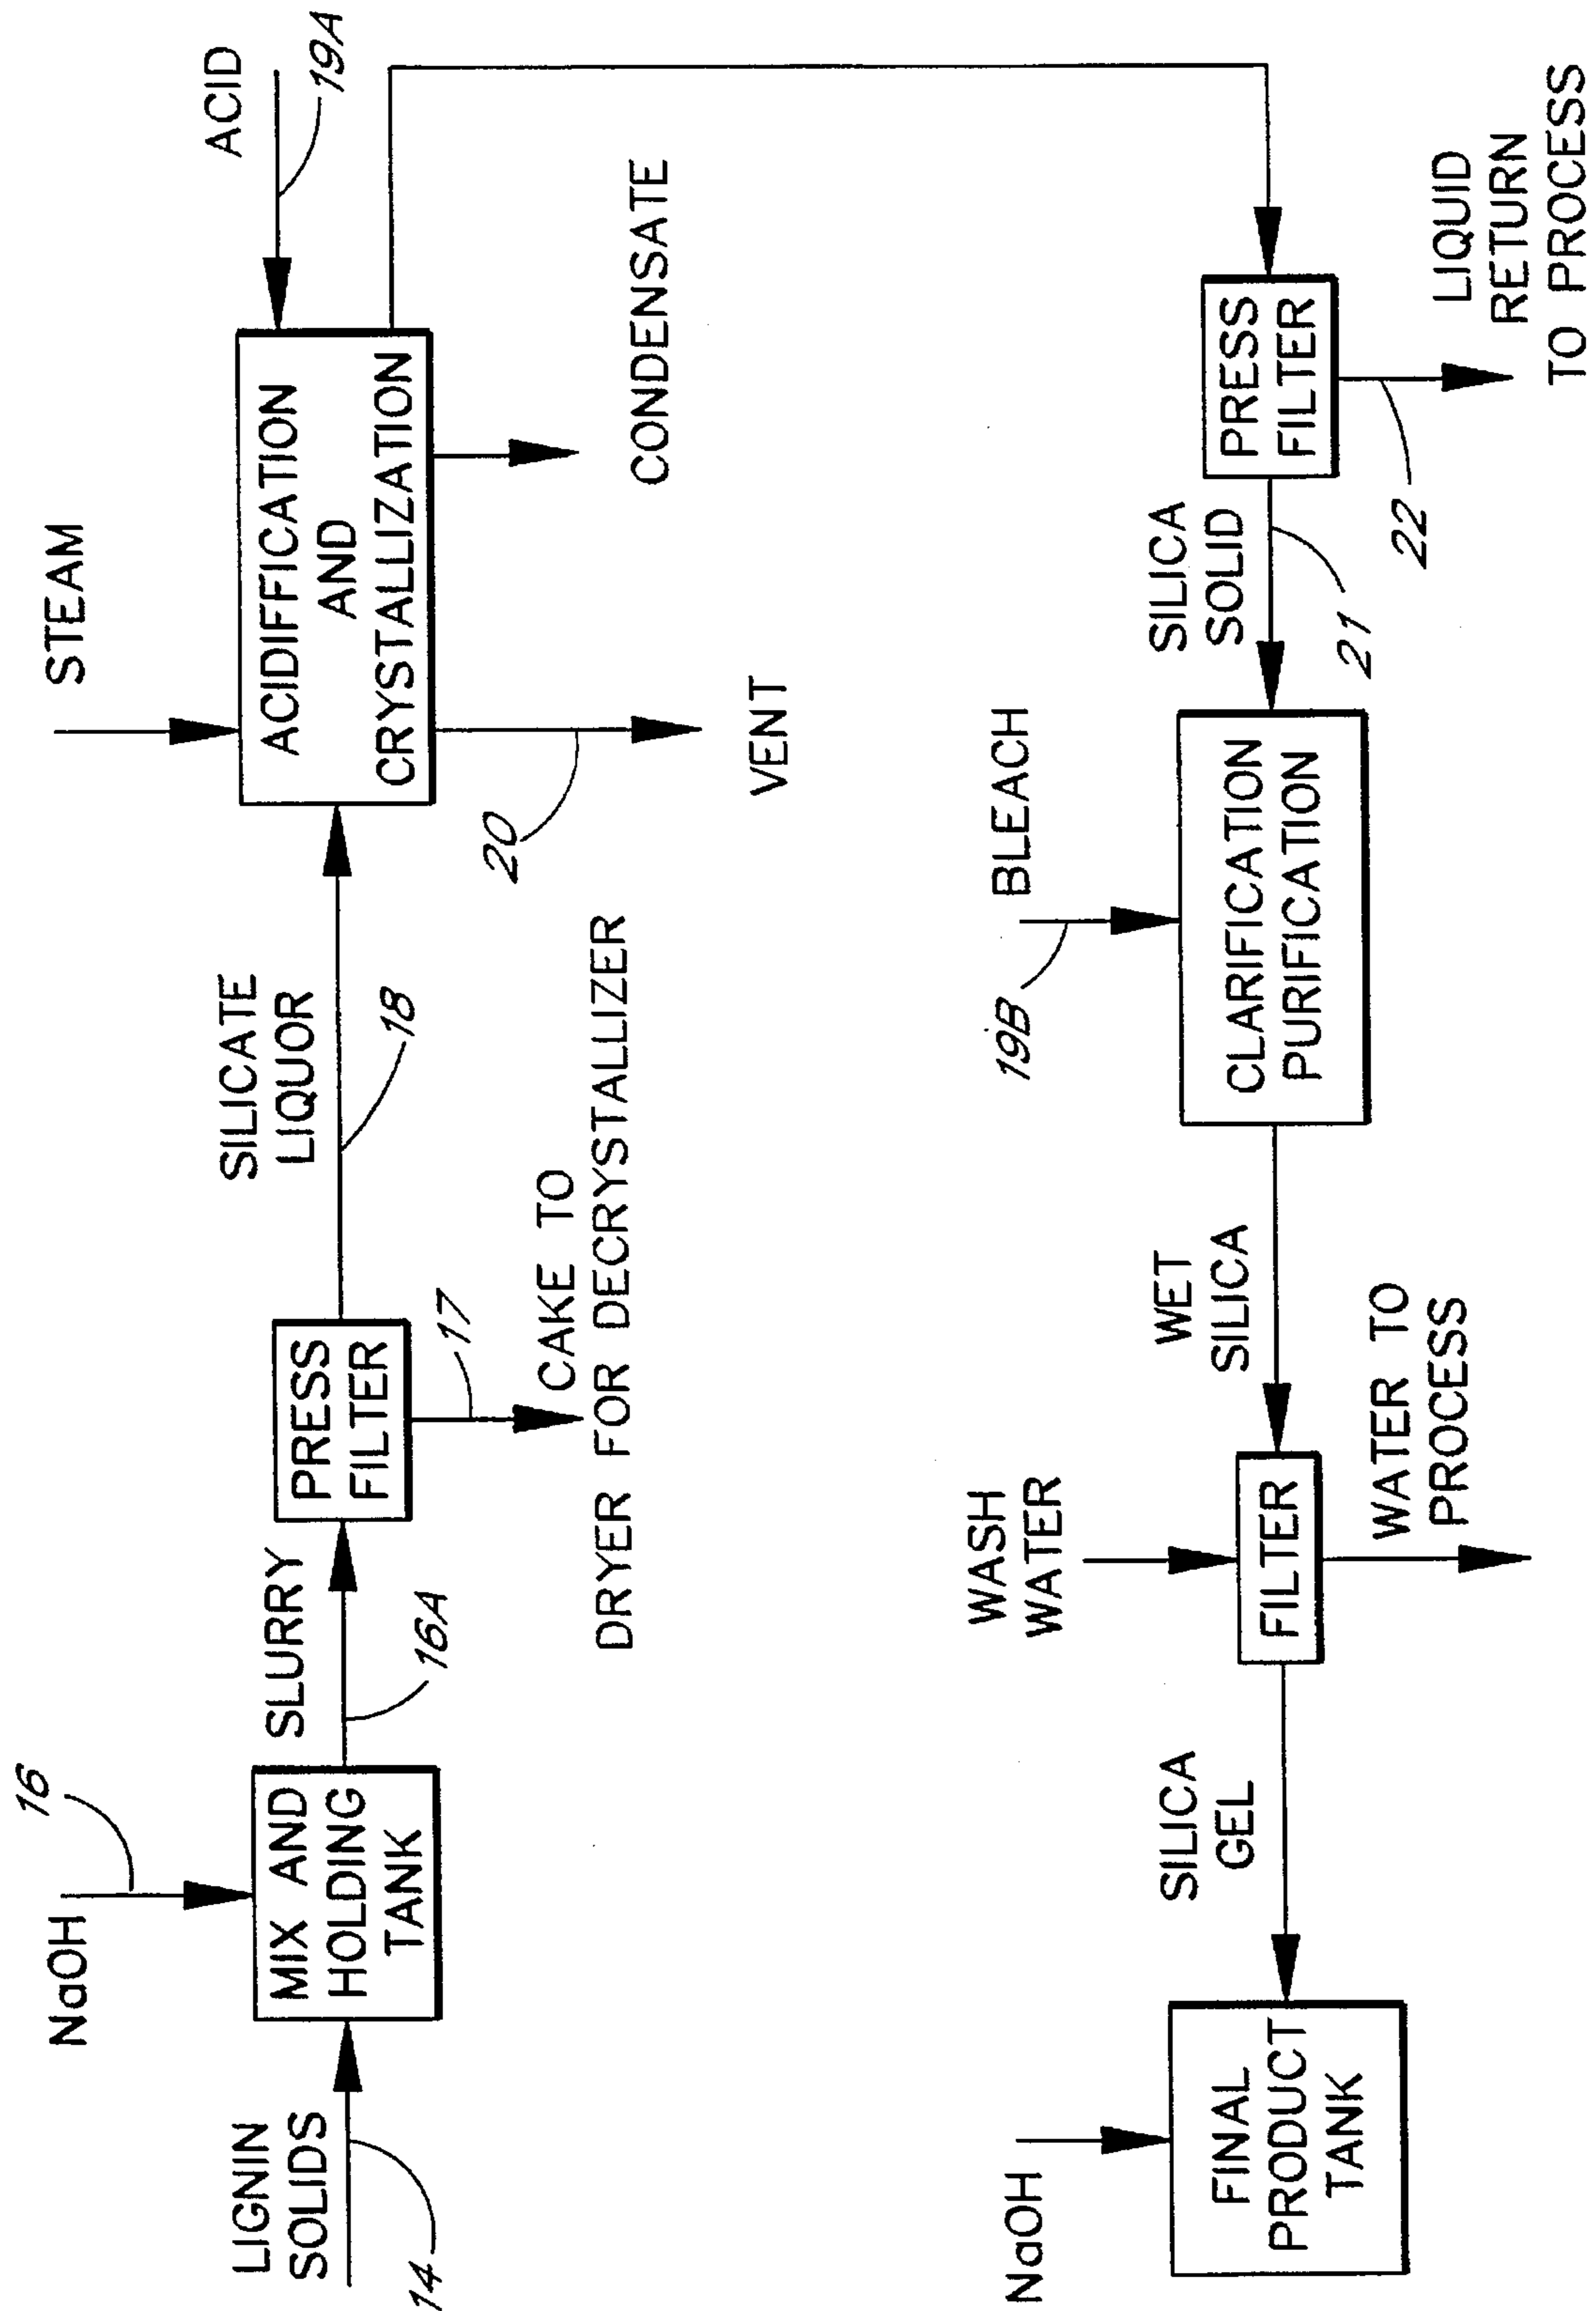 NaOH
16
LIGNIN
SOLIDS
14
MIX AND
HOLDING
TANK
SLURRY
16A
PRESS
FILTER
17
CAKE TO
DRYER FOR DECRYSTALLIZER
SILICATE
LIQUOR
18
STEAM
ACIDIFFICATION
AND
CRYSTALLIZATION
20
VENT
CONDENSATE
ACID
19A
NaOH
FINAL
PRODUCT
TANK
SILICA
GEL
WASH
WATER
FILTER
WATER TO
PROCESS
WET
SILICA
BLEACH
19B
CLARIFICATION
PURIFICATION
SILICA
SOLID
21
PRESS
FILTER
22
LIQUID
RETURN
TO PROCESS